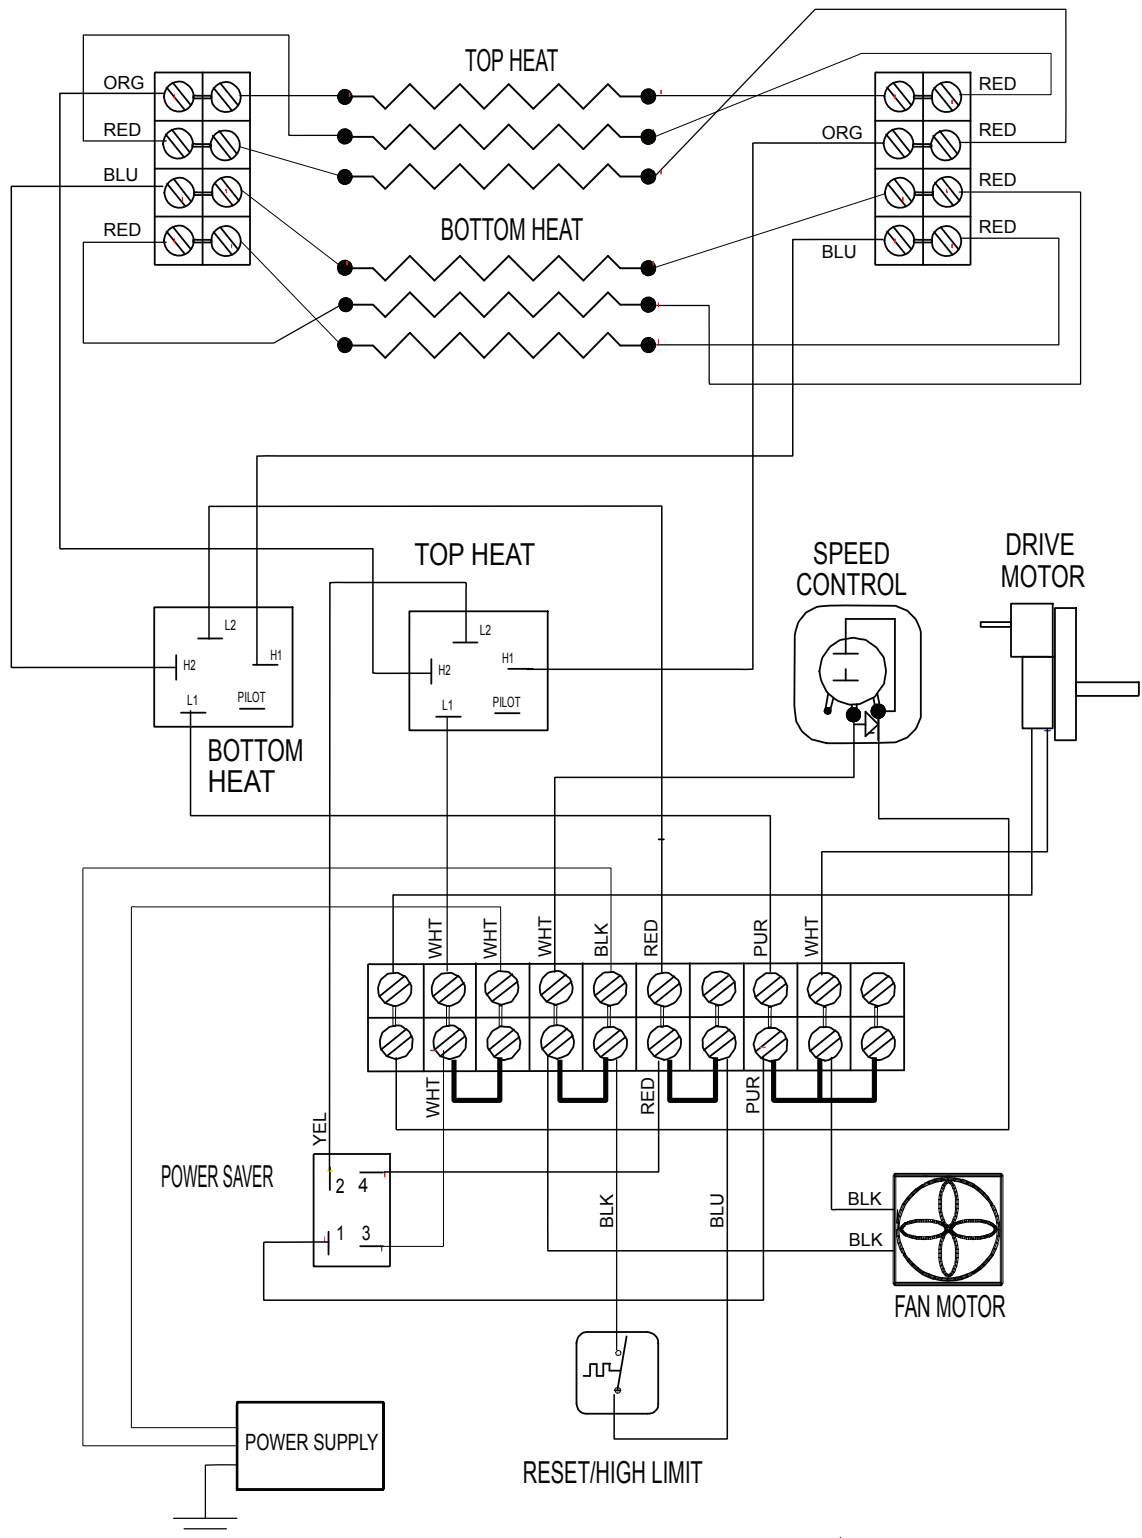 TOP HEAT
ORG
RED
RED
ORG
RED
BLU
RED
BOTTOM HEAT
RED
RED
BLU
TOP HEAT
SPEED
CONTROL
DRIVE
MOTOR
L2
H1
H2
L1
PILOT
L2
H1
H2
L1
PILOT
BOTTOM
HEAT
WHT
WHT
WHT
BLK
RED
PUR
WHT
WHT
RED
PUR
YEL
POWER SAVER
2
4
1
3
BLK
BLU
BLK
BLK
FAN MOTOR
POWER SUPPLY
RESET/HIGH LIMIT